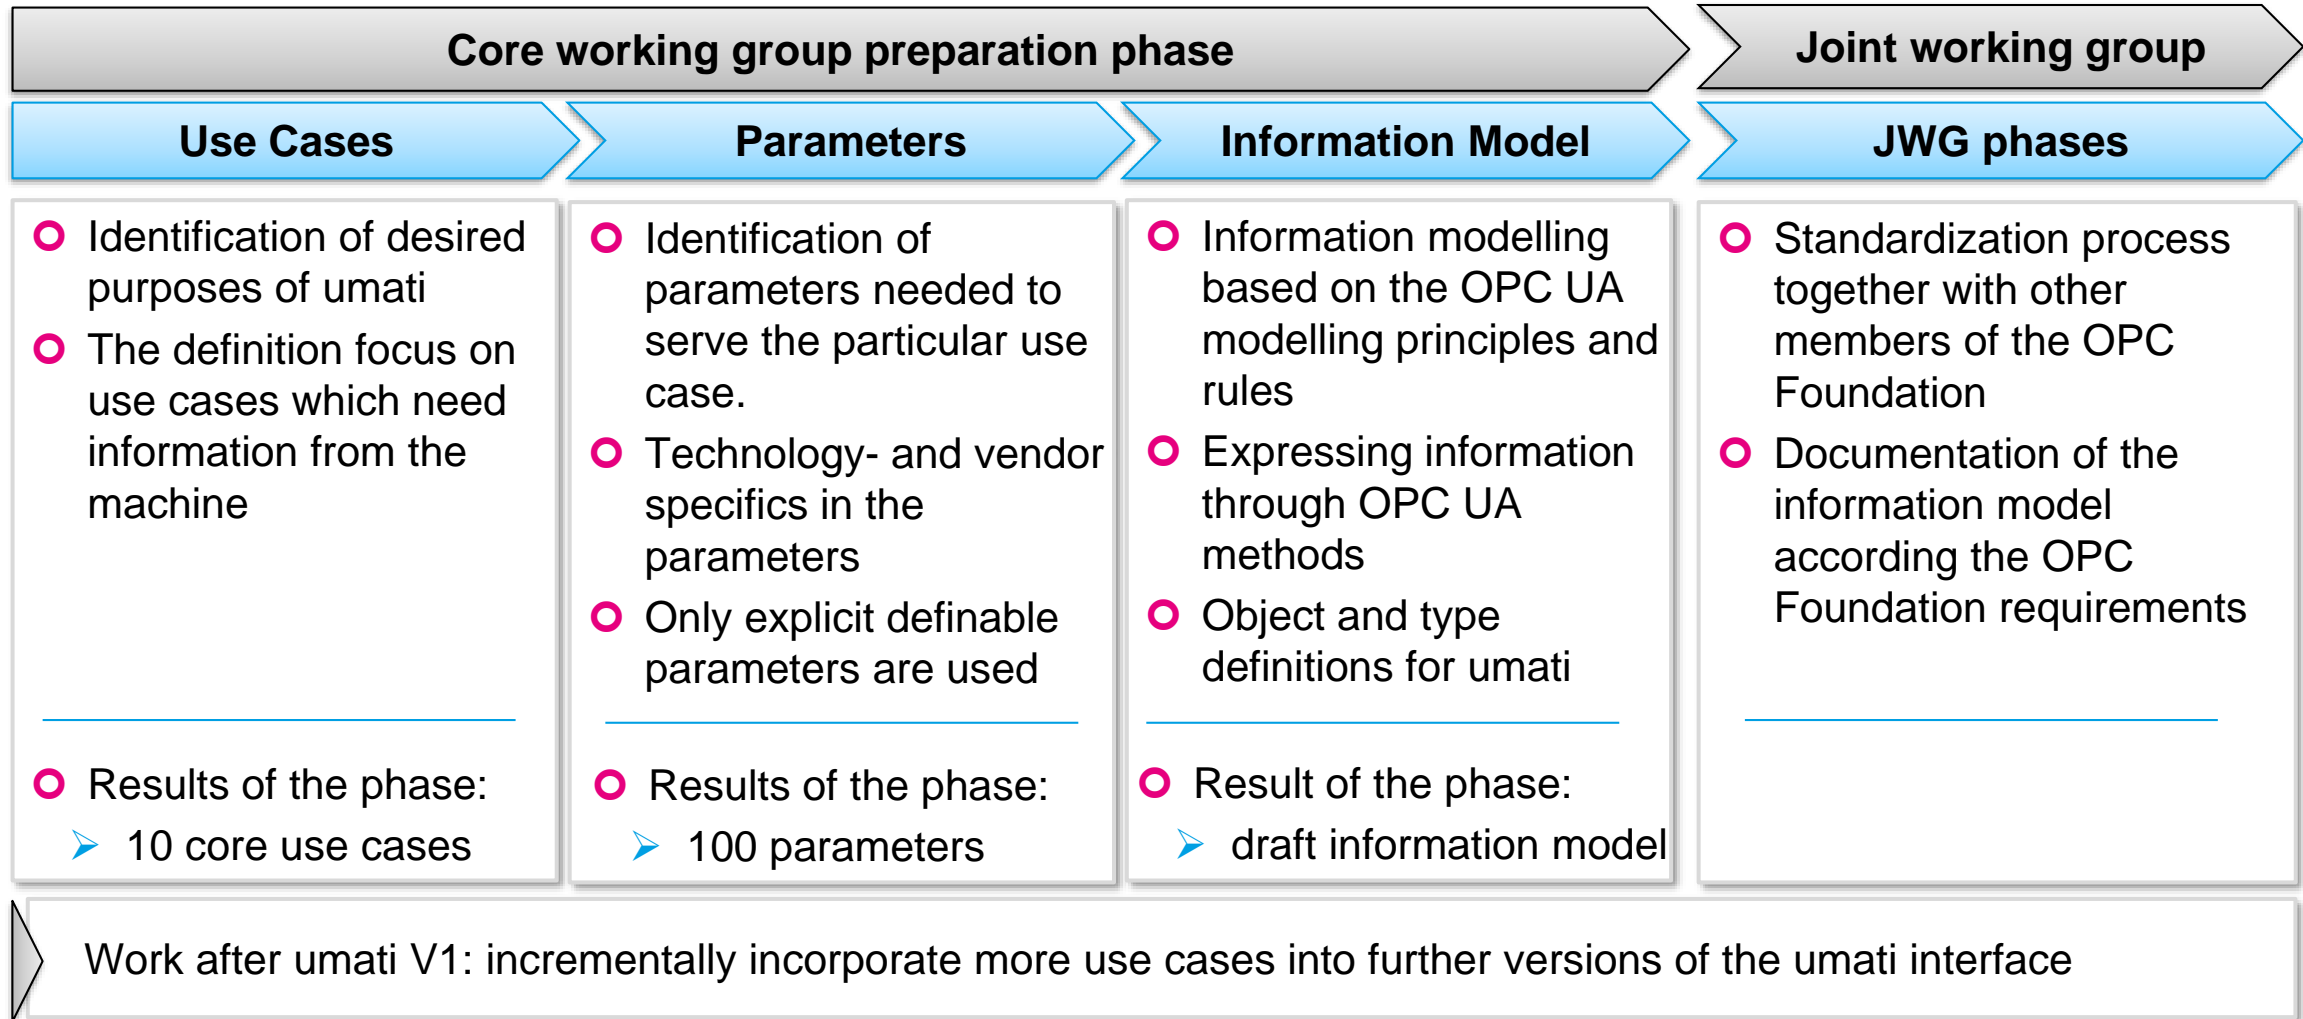 Core working group preparation phase
Joint working group
Use Cases
Parameters
Information Model
JWG phases
Identification of desired
purposes of umati
The definition focus on
use cases which need
information from the
machine
Results of the phase:
10 core use cases
Identification of
parameters needed to
serve the particular use
case.
Technology- and vendor
specifics in the
parameters
Only explicit definable
parameters are used
Results of the phase:
100 parameters
Information modelling
based on the OPC UA
modelling principles and
rules
Expressing information
through OPC UA
methods
Object and type
definitions for umati
Result of the phase:
draft information model
Standardization process
together with other
members of the OPC
Foundation
Documentation of the
information model
according the OPC
Foundation requirements
Work after umati V1: incrementally incorporate more use cases into further versions of the umati interface